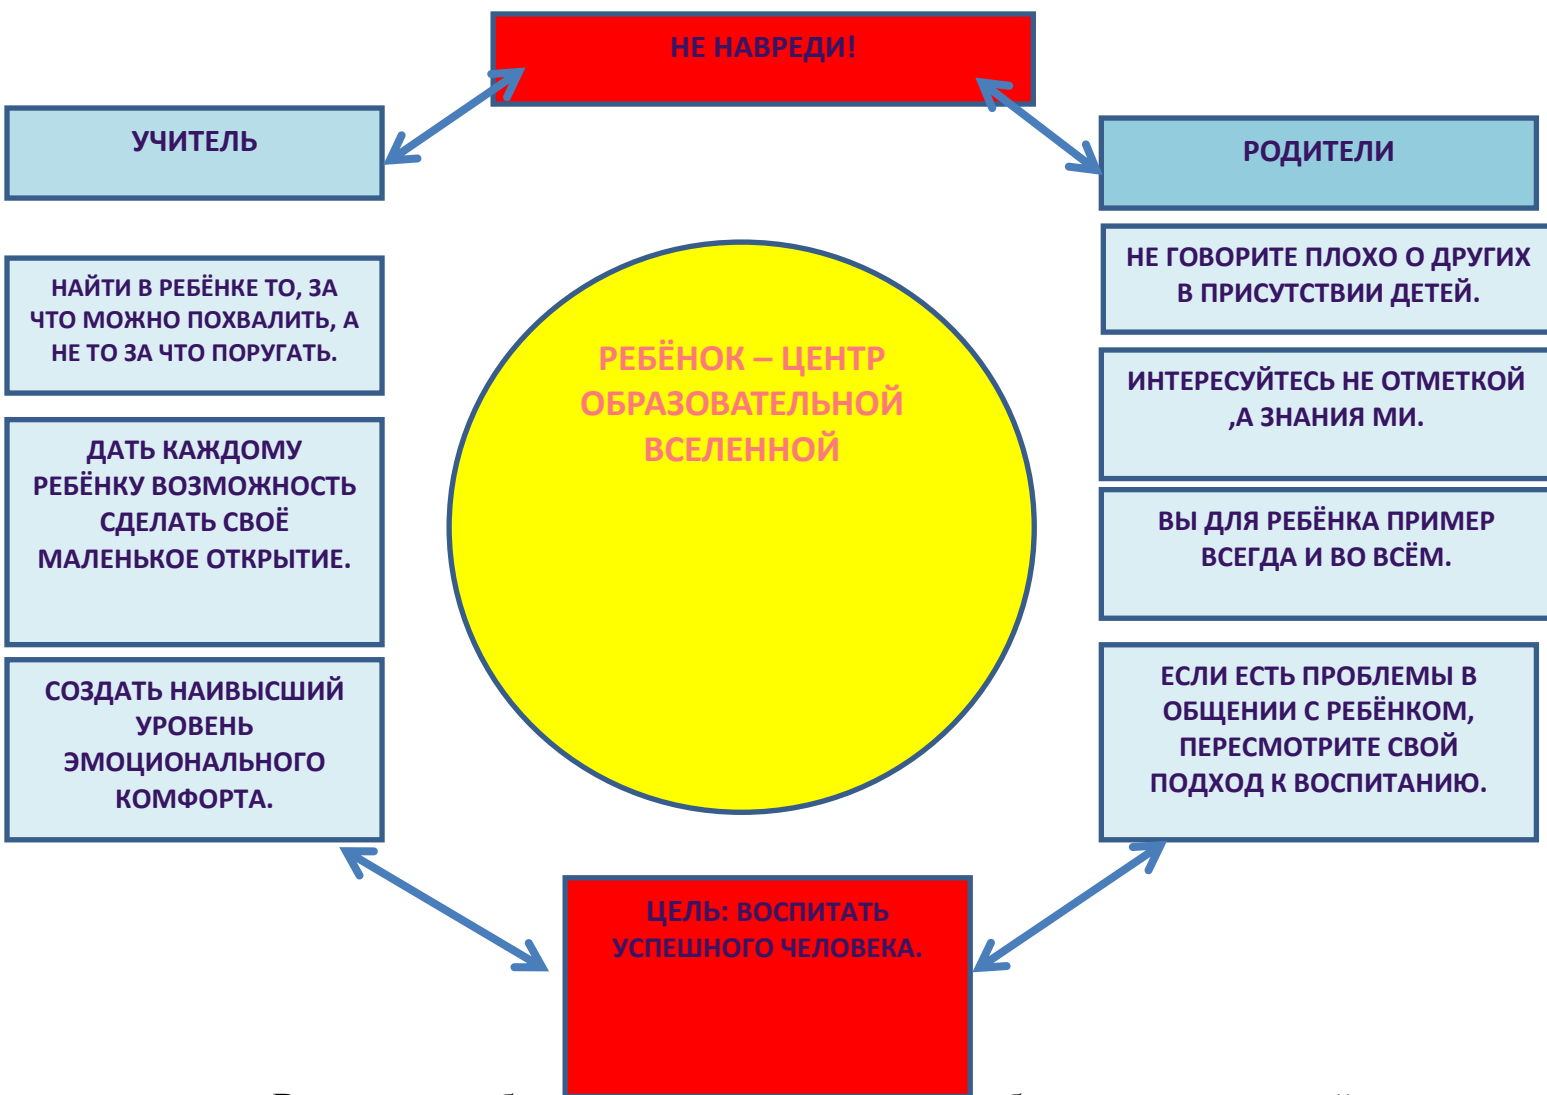 НЕ НАВРЕДИ!
УЧИТЕЛЬ
РОДИТЕЛИ
НАЙТИ В РЕБЁНКЕ ТО, ЗА
ЧТО МОЖНО ПОХВАЛИТЬ, А
НЕ ТО ЗА ЧТО ПОРУГАТЬ.
ДАТЬ КАЖДОМУ
РЕБЁНКУ ВОЗМОЖНОСТЬ
СДЕЛАТЬ СВОЁ
МАЛЕНЬКОЕ ОТКРЫТИЕ.
СОЗДАТЬ НАИВЫСШИЙ
УРОВЕНЬ
ЭМОЦИОНАЛЬНОГО
КОМФОРТА.
РЕБЁНОК – ЦЕНТР
ОБРАЗОВАТЕЛЬНОЙ
ВСЕЛЕННОЙ
НЕ ГОВОРИТЕ ПЛОХО О ДРУГИХ
В ПРИСУТСТВИИ ДЕТЕЙ.
ИНТЕРЕСУЙТЕСЬ НЕ ОТМЕТКОЙ
,А ЗНАНИЯ МИ.
ВЫ ДЛЯ РЕБЁНКА ПРИМЕР
ВСЕГДА И ВО ВСЁМ.
ЕСЛИ ЕСТЬ ПРОБЛЕМЫ В
ОБЩЕНИИ С РЕБЁНКОМ,
ПЕРЕСМОТРИТЕ СВОЙ
ПОДХОД К ВОСПИТАНИЮ.
ЦЕЛЬ: ВОСПИТАТЬ
УСПЕШНОГО ЧЕЛОВЕКА.